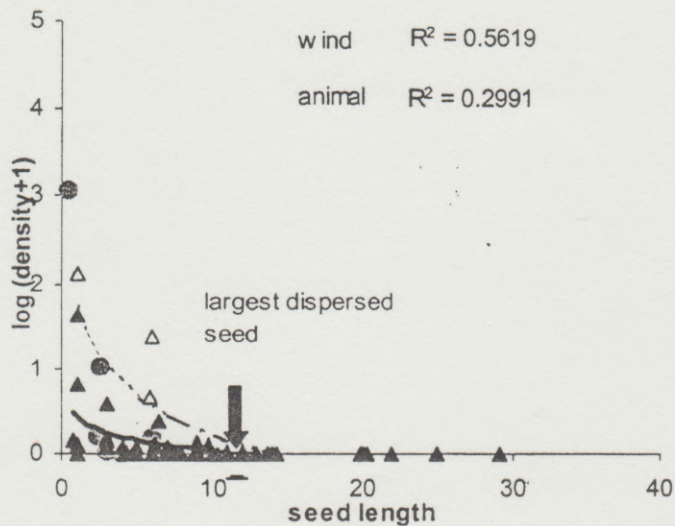 5
wind R² = 0.5619
animal R² = 0.2991
4
3
2
1
0
log (density+1)
largest dispersed
seed
0 10 20 30 40
seed length